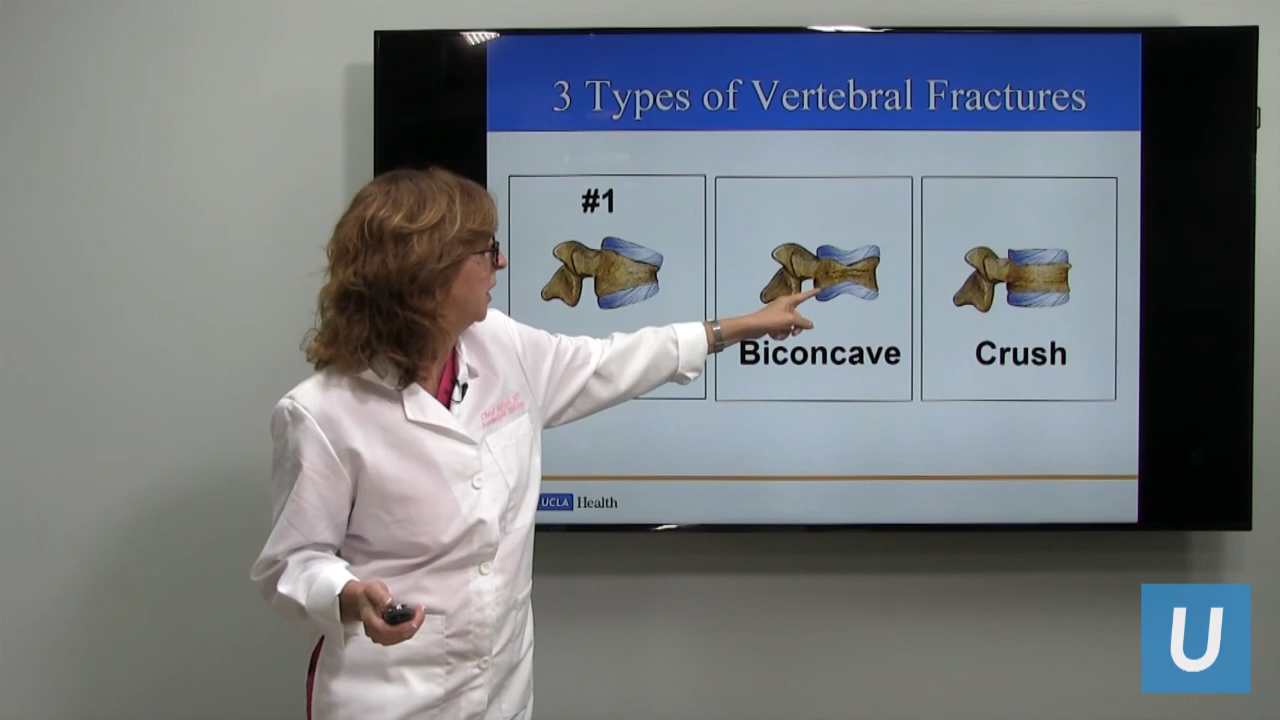 3 Types of Vertebral Fractures
#1
Biconcave
Crush
UCLA Health
U